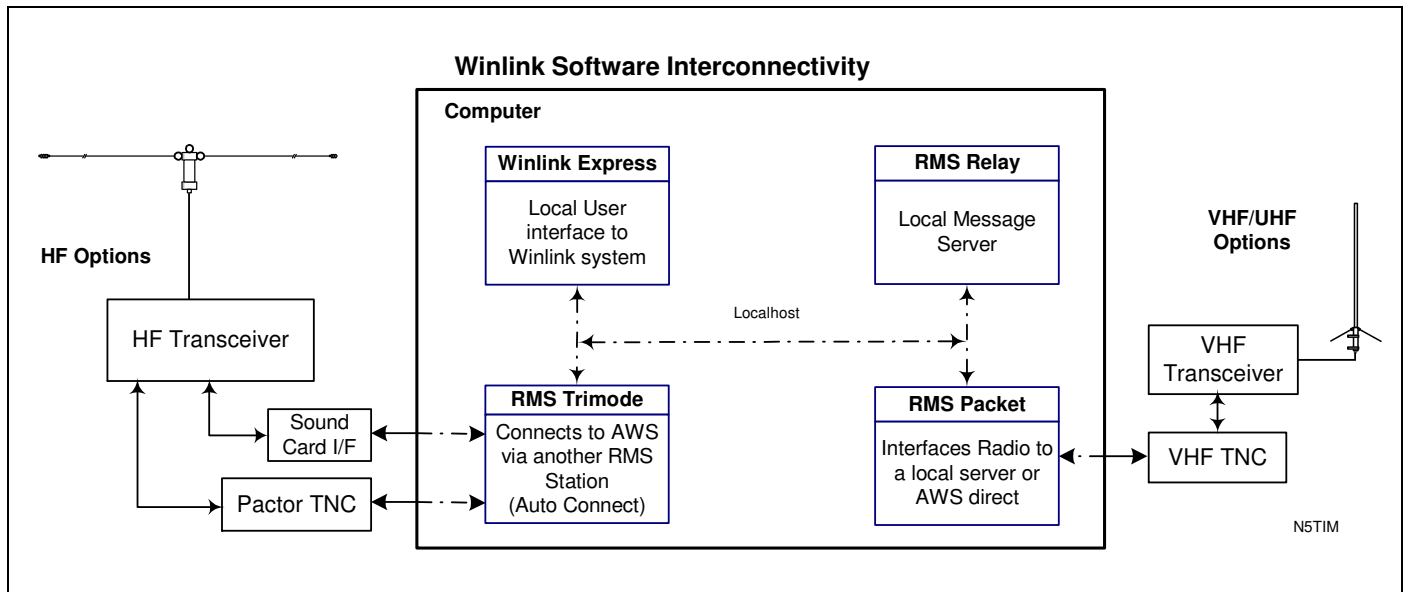 Winlink Software Interconnectivity
Computer
HF Options
HF Transceiver
Sound
Card I/F
Pactor TNC
Winlink Express
Local User
interface to
Winlink system
RMS Relay
Local Message
Server
Localhost
RMS Trimode
Connects to AWS
via another RMS
Station
(Auto Connect)
RMS Packet
Interfaces Radio to
a local server or
AWS direct
VHF/UHF
Options
VHF
Transceiver
VHF TNC
N5TIM